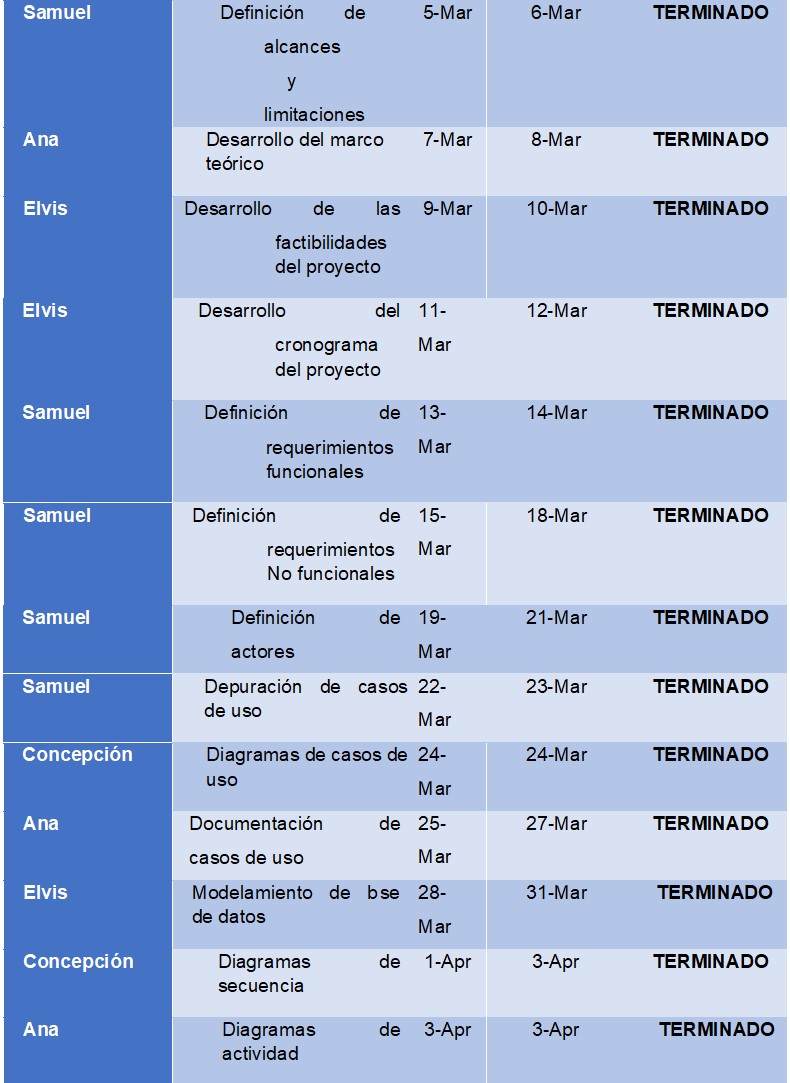 Samuel Definición de 5-Mar 6-Mar TERMINADO
alcances
y
limitaciones
Ana Desarrollo del marco 7-Mar 8-Mar TERMINADO
teórico
Elvis Desarrollo de las 9-Mar 10-Mar TERMINADO
factibilidades
del proyecto
Elvis Desarrollo del 11- 12-Mar TERMINADO
cronograma Mar
del proyecto
Samuel Definición de 13- 14-Mar TERMINADO
requerimientos Mar
funcionales
Samuel Definición de 15- 18-Mar TERMINADO
requerimientos Mar
No funcionales
Samuel Definición de 19- 21-Mar TERMINADO
actores Mar
Samuel Depuración de casos 22- 23-Mar TERMINADO
de uso Mar
Concepción Diagramas de casos de 24- 24-Mar TERMINADO
uso Mar
Ana Documentación de 25- 27-Mar TERMINADO
casos de uso Mar
Elvis Modelamiento de bse 28- 31-Mar TERMINADO
de datos Mar
Concepción Diagramas de 1-Apr 3-Apr TERMINADO
secuencia
Ana Diagramas de 3-Apr 3-Apr TERMINADO
actividad